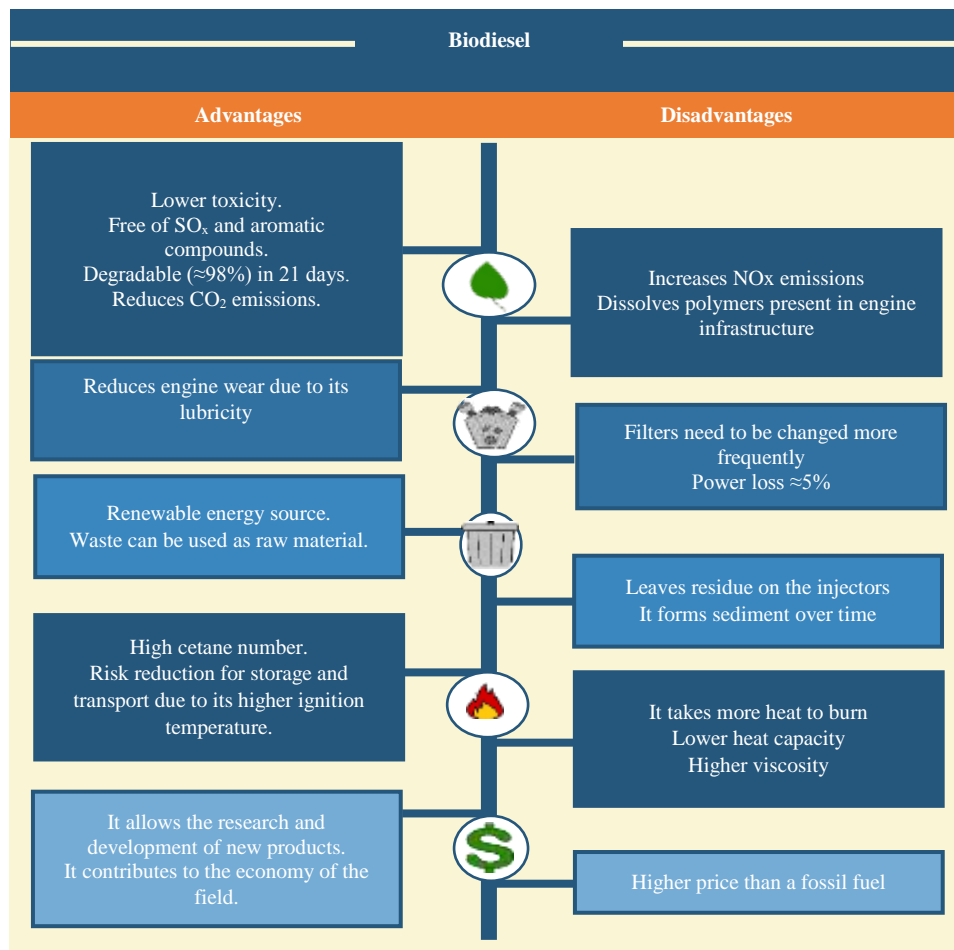 Biodiesel
Advantages
Disadvantages
Lower toxicity.
Free of SOₓ and aromatic
compounds.
Degradable (≈98%) in 21 days.
Reduces CO₂ emissions.
Increases NOx emissions
Dissolves polymers present in engine
infrastructure
Reduces engine wear due to its
lubricity
Filters need to be changed more
frequently
Power loss ≈5%
Renewable energy source.
Waste can be used as raw material.
Leaves residue on the injectors
It forms sediment over time
High cetane number.
Risk reduction for storage and
transport due to its higher ignition
temperature.
It takes more heat to burn
Lower heat capacity
Higher viscosity
It allows the research and
development of new products.
It contributes to the economy of the
field.
$
Higher price than a fossil fuel